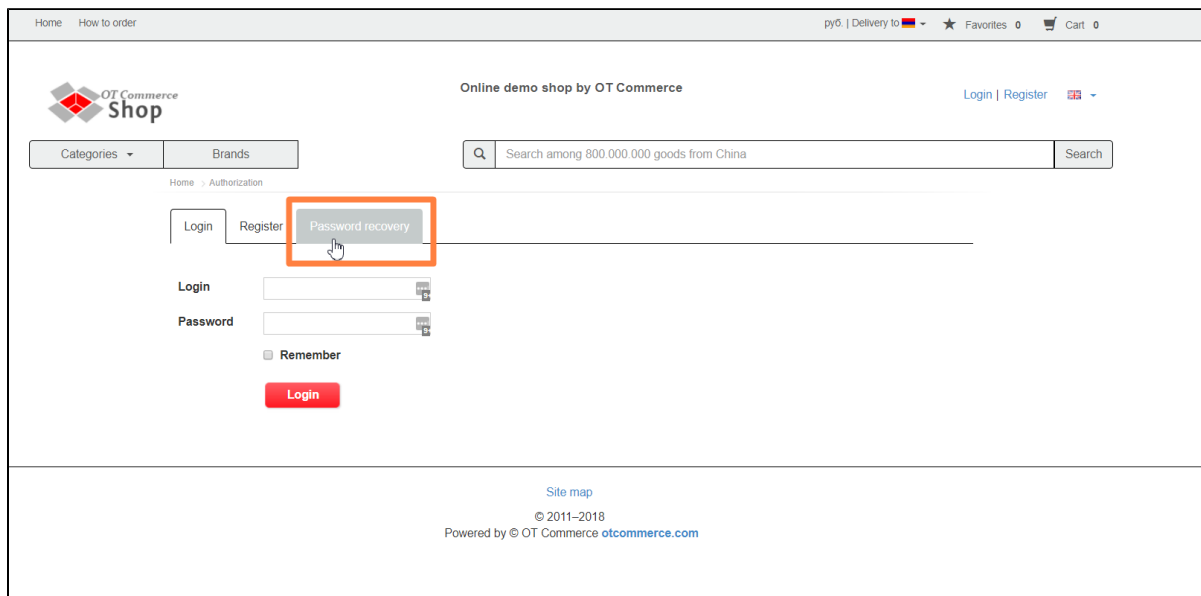 Home How to order руб. | Delivery to Favorites 0 Cart 0
OT Commerce
Shop
Online demo shop by OT Commerce
Login | Register
Categories Brands Search among 800.000.000 goods from China Search
Home > Authorization
Login Register Password recovery
Login
Password
Remember
Login
Site map
© 2011–2018
Powered by © OT Commerce otcommerce.com